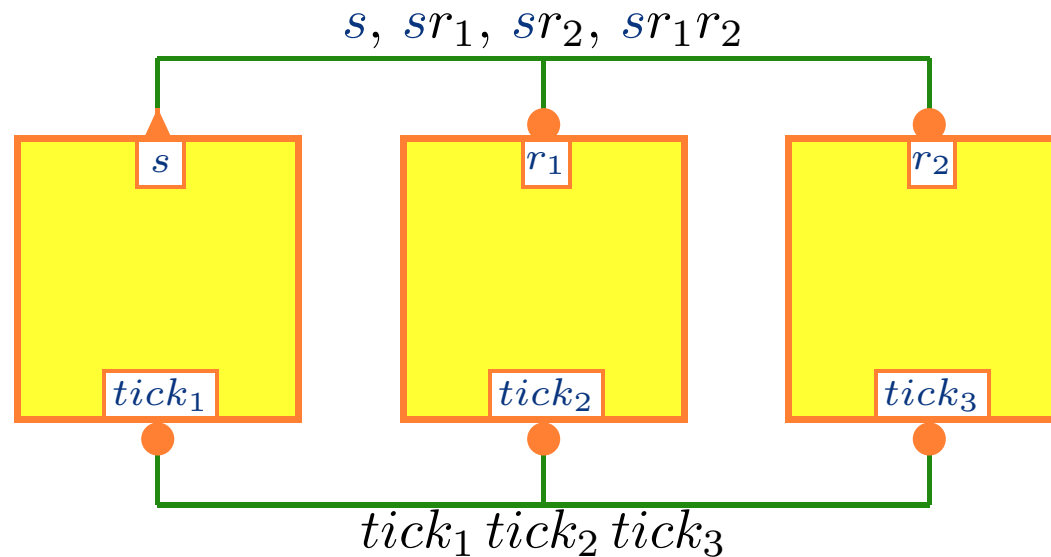 s, sr₁, sr₂, sr₁r₂
s
r₁
r₂
tick₁
tick₂
tick₃
tick₁ tick₂ tick₃